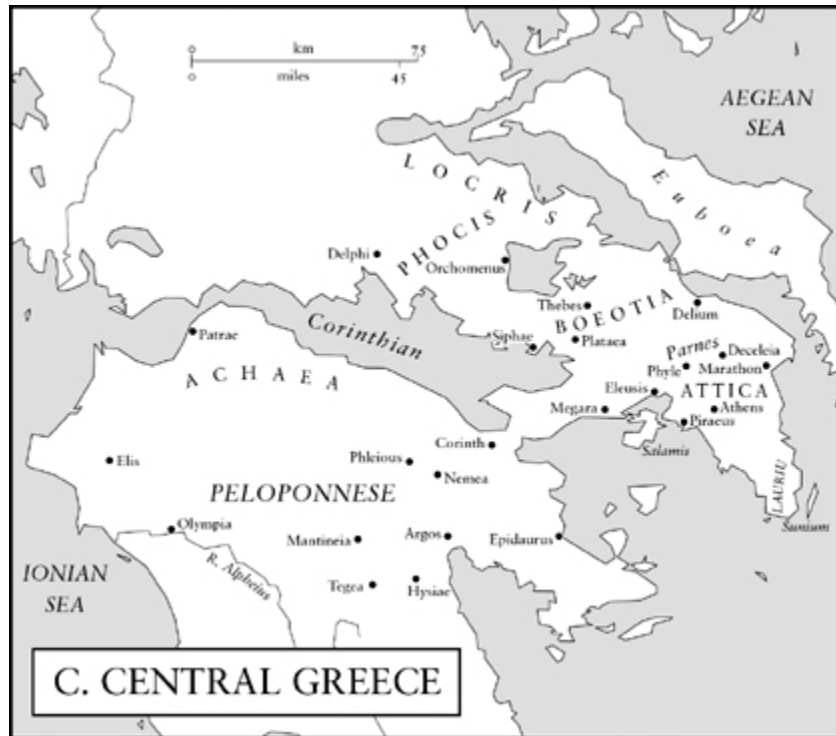 km
0 75
0 45
miles
AEGEAN
SEA
LOCRIS
Euboea
PHOCIS
Delphi
Orchomenus
Thebes
BOEOTIA
Delium
Corinthian
Patrae
Siphae
Plataea
Parnes
Deceleia
Phyle
Marathon
ACHAEA
Eleusis
ATTICA
Megara
Athens
Piraeus
Corinth
Salamis
Elis
Phleious
Nemea
LAURIU
PELOPONNESE
Sunium
Olympia
Mantineia
Argos
Epidaurus
IONIAN
SEA
R. Alpheius
Tegea
Hysiae
C. CENTRAL GREECE